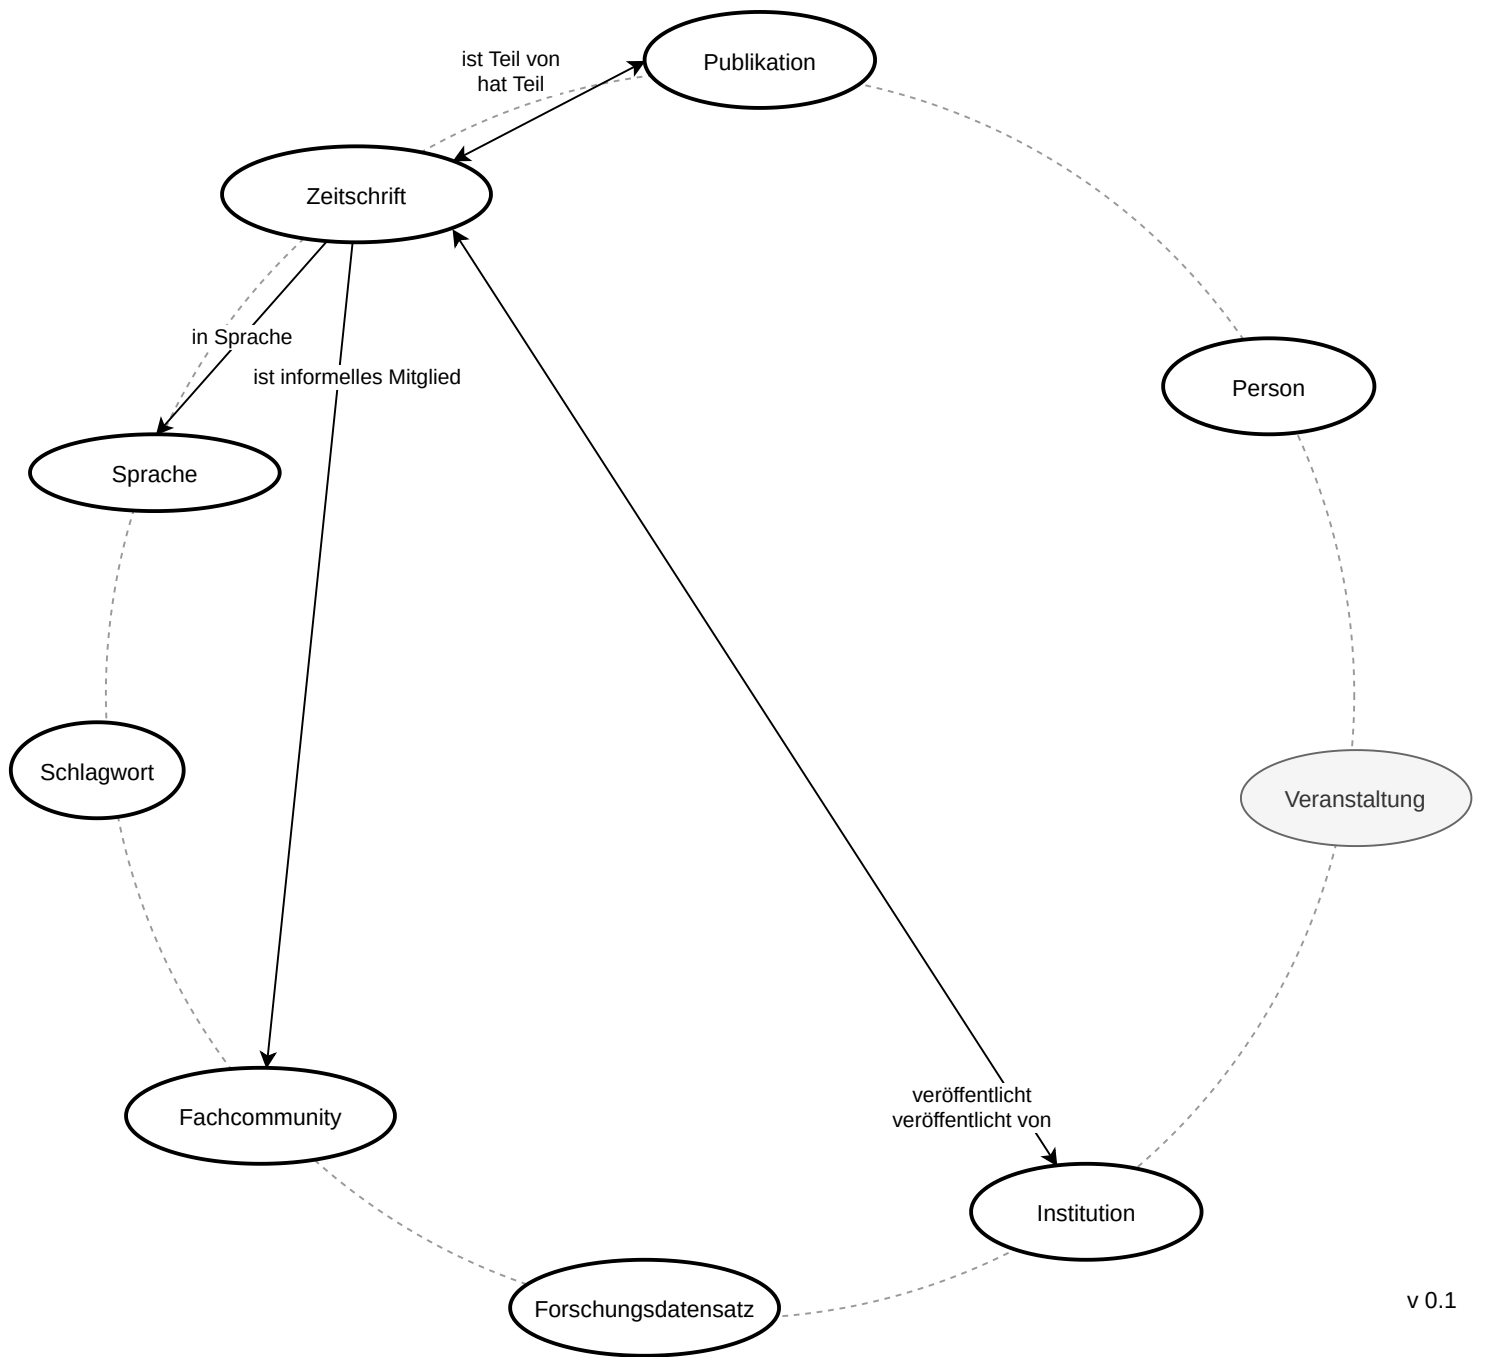 ist Teil von
hat Teil
Publikation
Zeitschrift
in Sprache
ist informelles Mitglied
Person
Sprache
Schlagwort
Veranstaltung
veröffentlicht
veröffentlicht von
Fachcommunity
Institution
Forschungsdatensatz
v 0.1